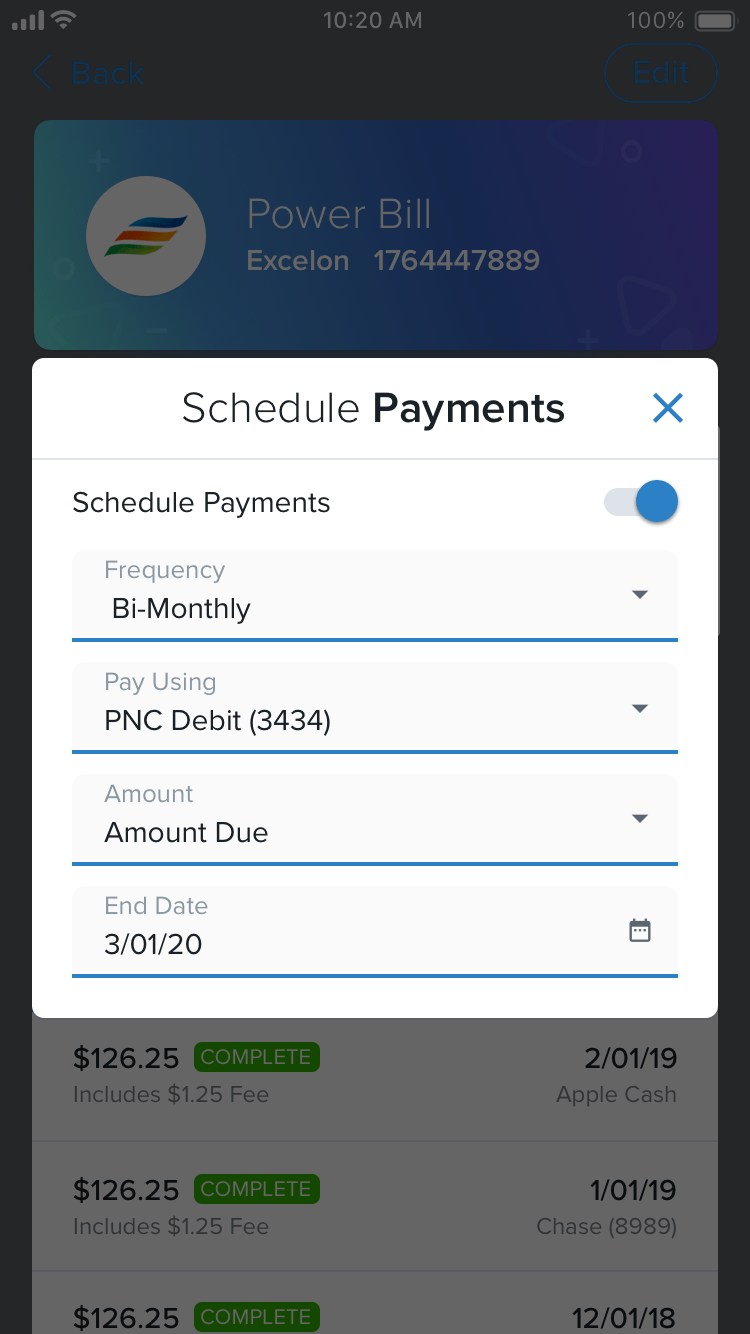 10:20 AM 100%
Back Edit
Power Bill
Excelon 1764447889
Schedule Payments
Schedule Payments
Frequency
Bi-Monthly
Pay Using
PNC Debit (3434)
Amount
Amount Due
End Date
3/01/20
$126.25 COMPLETE 2/01/19
Includes $1.25 Fee Apple Cash
$126.25 COMPLETE 1/01/19
Includes $1.25 Fee Chase (8989)
$126.25 COMPLETE 12/01/18